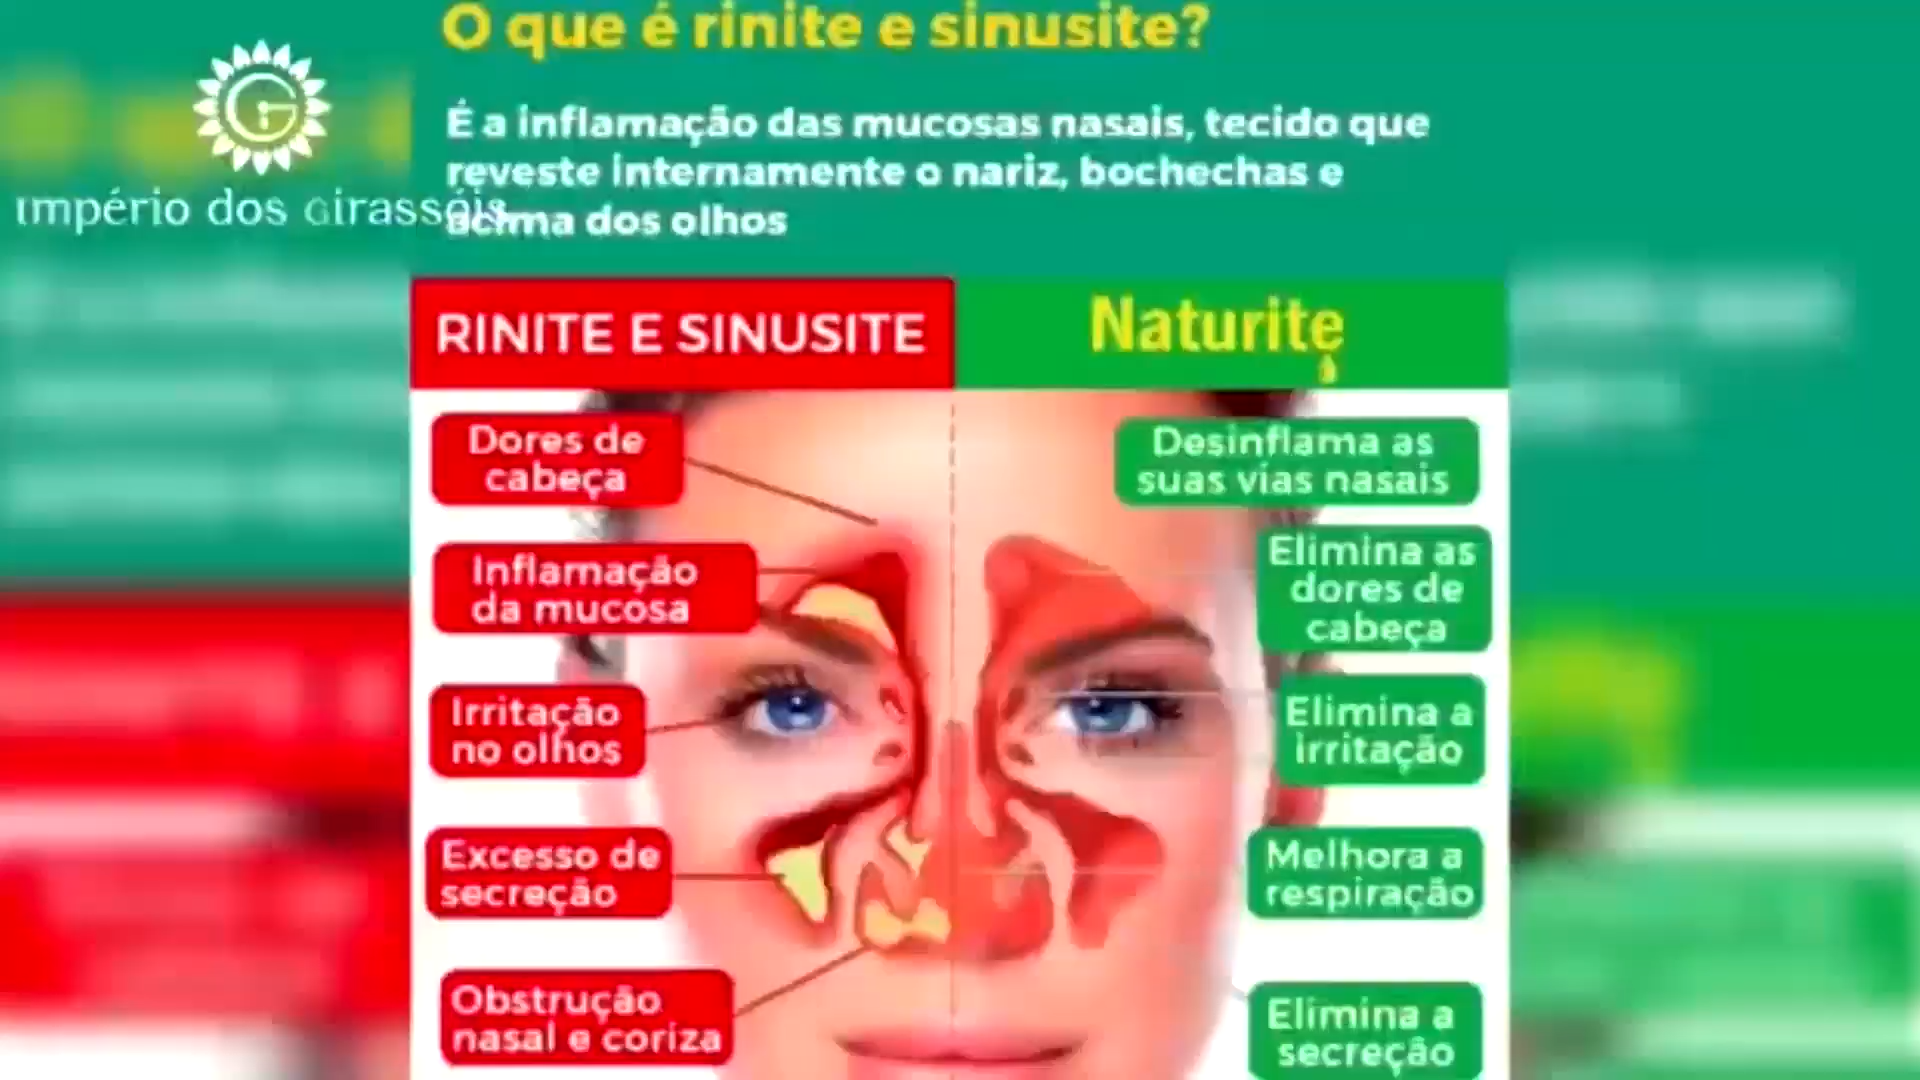 O que é rinite e sinusite?
É a inflamação das mucosas nasais, tecido que
reveste internamente o nariz, bochechas e
acima dos olhos
Império dos Girassóis
RINITE E SINUSITE
Naturite
Dores de
cabeça
Inflamação
da mucosa
Irritação
no olhos
Excesso de
secreção
Obstrução
nasal e coriza
Desinflama as
suas vias nasais
Elimina as
dores de
cabeça
Elimina a
irritação
Melhora a
respiração
Elimina a
secreção